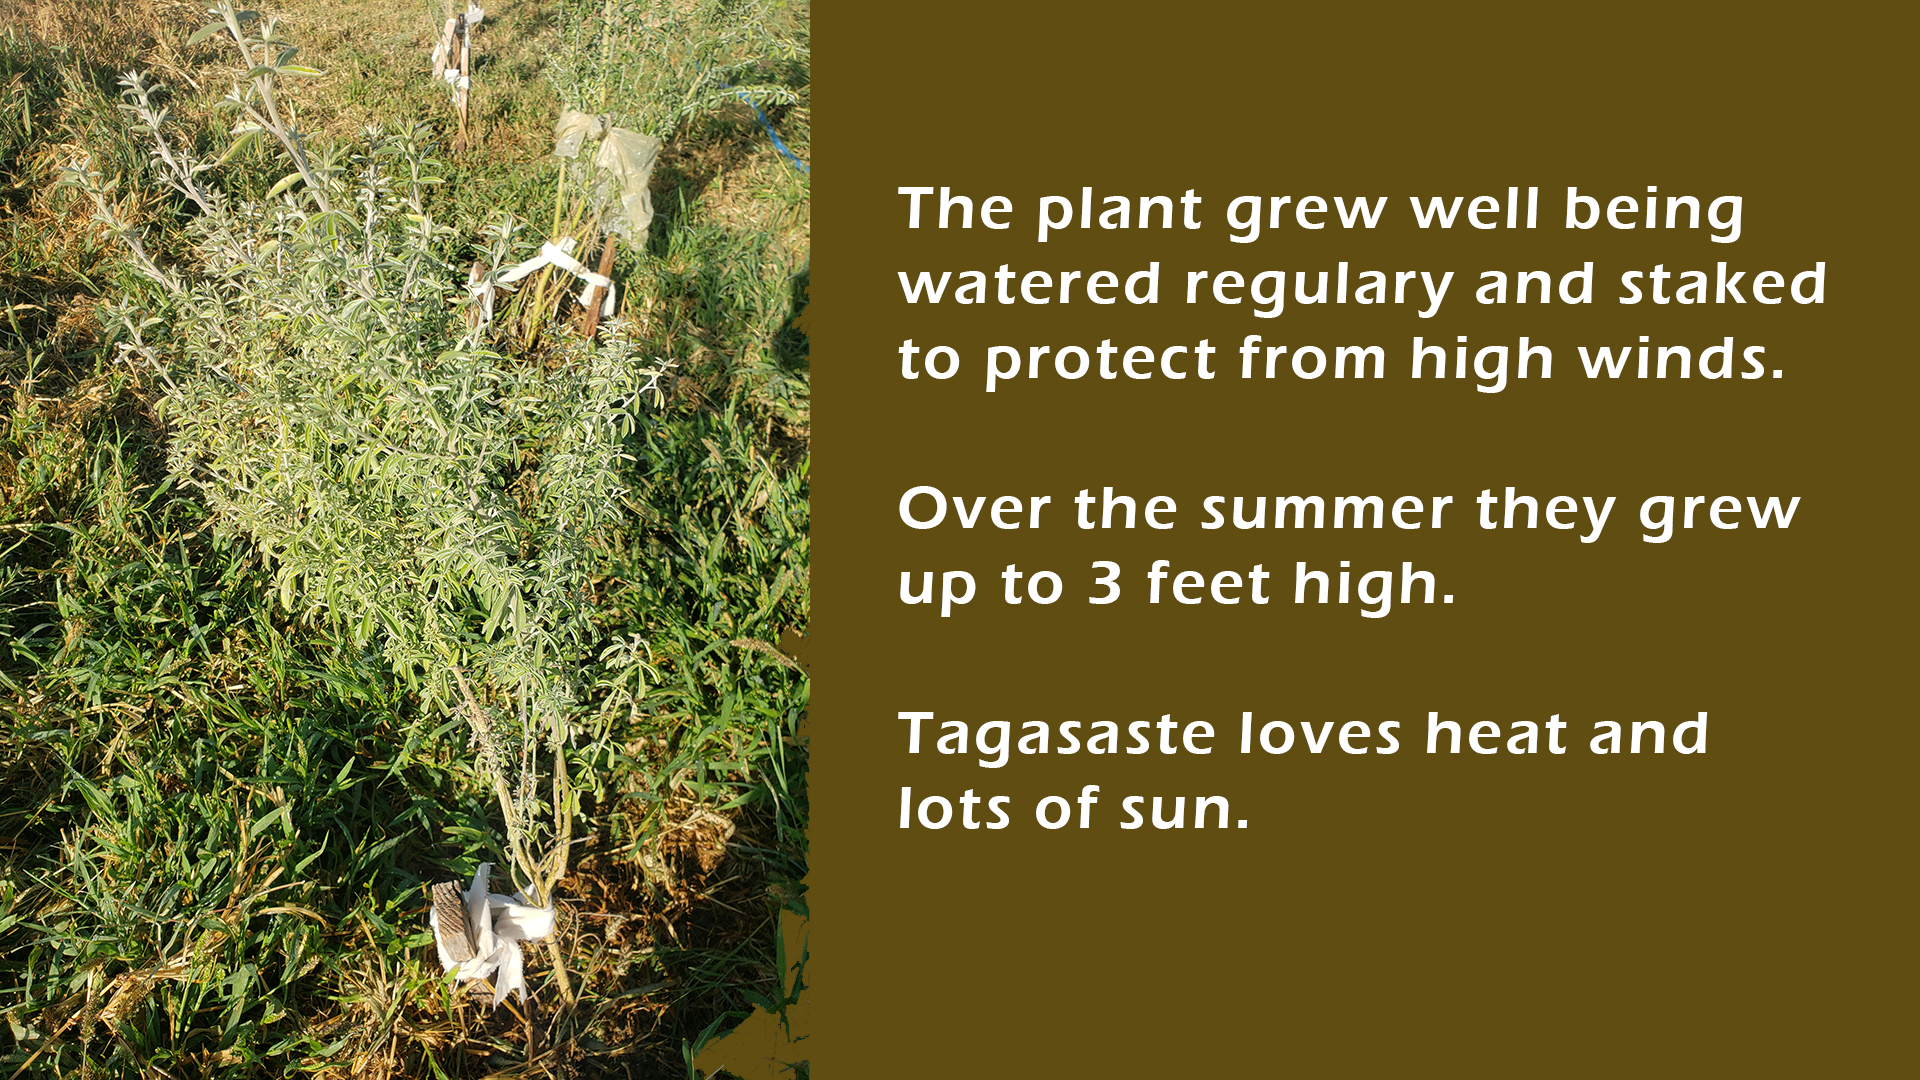 The plant grew well being
watered regulary and staked
to protect from high winds.
Over the summer they grew
up to 3 feet high.
Tagasaste loves heat and
lots of sun.